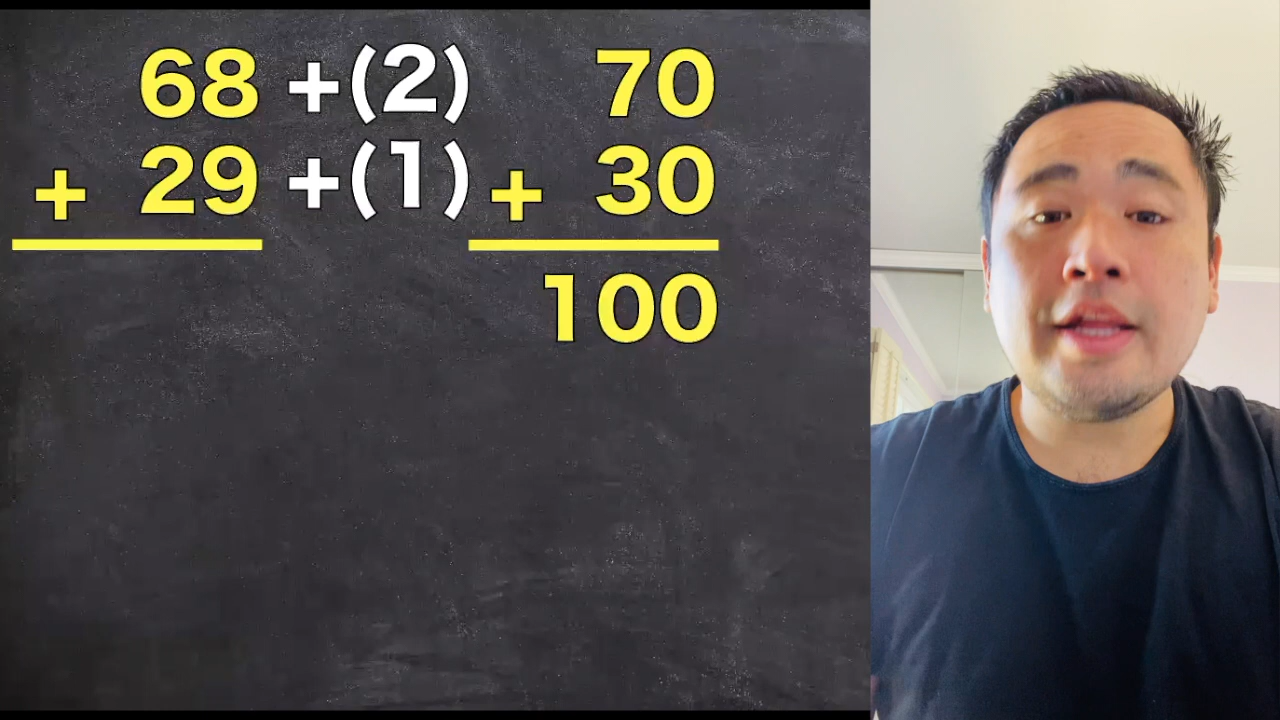 68 +(2) 70
+ 29 +(1) + 30
100